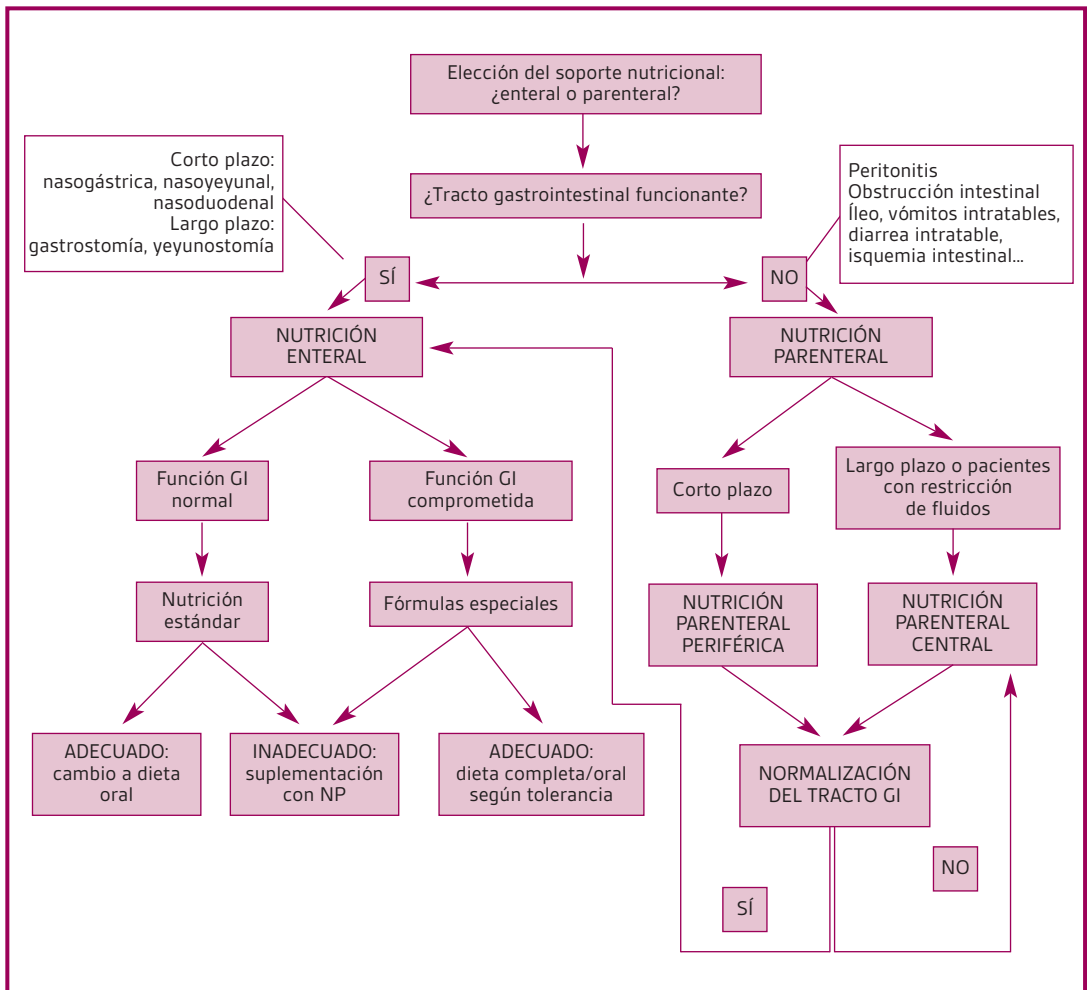 Elección del soporte nutricional:
¿enteral o parenteral?
Corto plazo:
nasogástrica, nasoyeyunal,
nasoduodenal
Largo plazo:
gastrostomía, yeyunostomía
¿Tracto gastrointestinal funcionante?
Peritonitis
Obstrucción intestinal
Íleo, vómitos intratables,
diarrea intratable,
isquemia intestinal...
SÍ
NO
NUTRICIÓN
ENTERAL
NUTRICIÓN
PARENTERAL
Función GI
normal
Función GI
comprometida
Corto plazo
Largo plazo o pacientes
con restricción
de fluidos
Nutrición
estándar
Fórmulas especiales
NUTRICIÓN
PARENTERAL
PERIFÉRICA
NUTRICIÓN
PARENTERAL
CENTRAL
ADECUADO:
cambio a dieta
oral
INADECUADO:
suplementación
con NP
ADECUADO:
dieta completa/oral
según tolerancia
NORMALIZACIÓN
DEL TRACTO GI
SÍ
NO